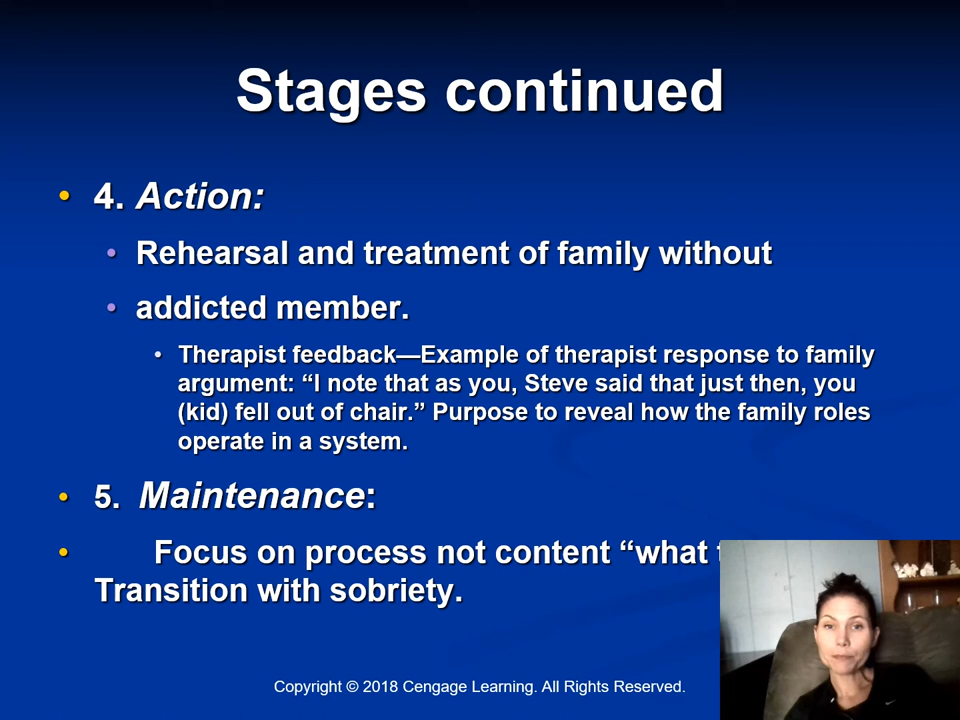 Stages continued
• 4. Action:
• Rehearsal and treatment of family without
• addicted member.
• Therapist feedback—Example of therapist response to family
argument: “I note that as you, Steve said that just then, you
(kid) fell out of chair.” Purpose to reveal how the family roles
operate in a system.
• 5. Maintenance:
• Focus on process not content “what
Transition with sobriety.
Copyright © 2018 Cengage Learning. All Rights Reserved.